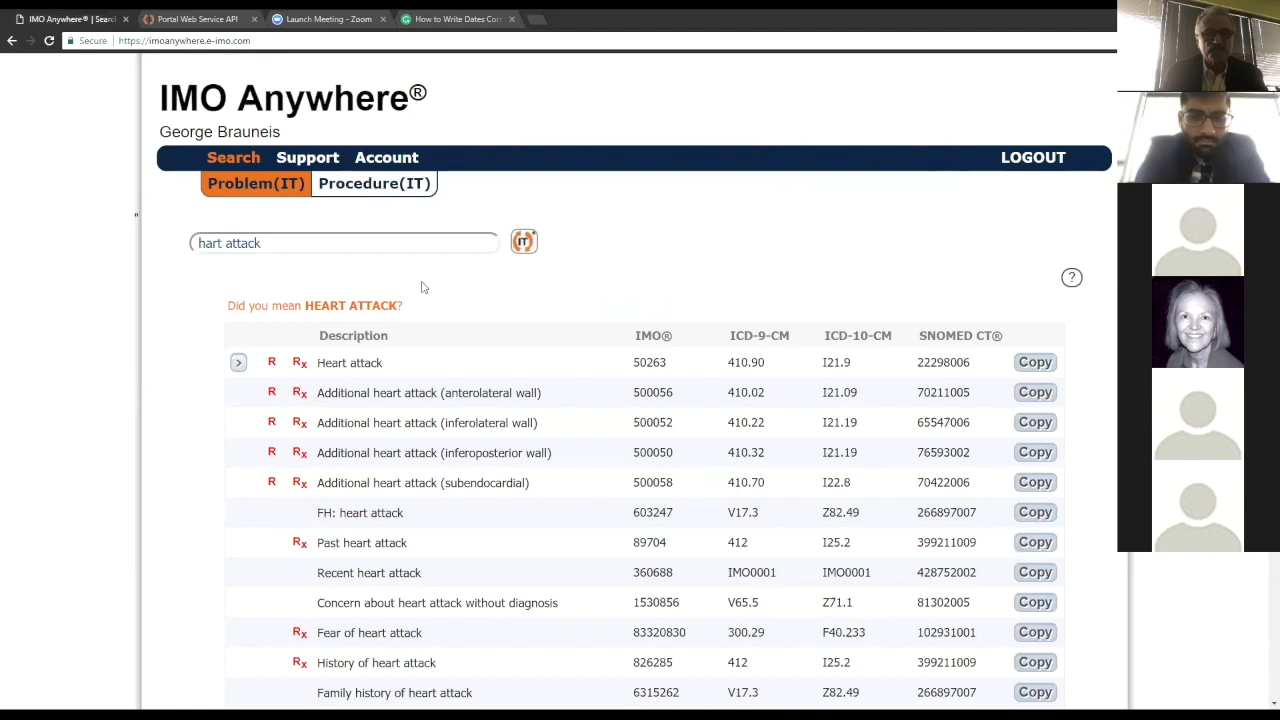 IMO Anywhere® | Searc
Portal Web Service API
Launch Meeting - Zoom
How to Write Dates Corr
Secure | https://imoanywhere.e-imo.com
IMO Anywhere®
George Brauneis
Search Support Account LOGOUT
Problem(IT) Procedure(IT)
"
hart attack IT
?
Did you mean HEART ATTACK?
Description IMO® ICD-9-CM ICD-10-CM SNOMED CT®
> R Rx Heart attack 50263 410.90 I21.9 22298006 Copy
R Rx Additional heart attack (anterolateral wall) 500056 410.02 I21.09 70211005 Copy
R Rx Additional heart attack (inferolateral wall) 500052 410.22 I21.19 65547006 Copy
R Rx Additional heart attack (inferoposterior wall) 500050 410.32 I21.19 76593002 Copy
R Rx Additional heart attack (subendocardial) 500058 410.70 I22.8 70422006 Copy
FH: heart attack 603247 V17.3 Z82.49 266897007 Copy
Rx Past heart attack 89704 412 I25.2 399211009 Copy
Recent heart attack 360688 IMO0001 IMO0001 428752002 Copy
Concern about heart attack without diagnosis 1530856 V65.5 Z71.1 81302005 Copy
Rx Fear of heart attack 83320830 300.29 F40.233 102931001 Copy
Rx History of heart attack 826285 412 I25.2 399211009 Copy
Family history of heart attack 6315262 V17.3 Z82.49 266897007 Copy